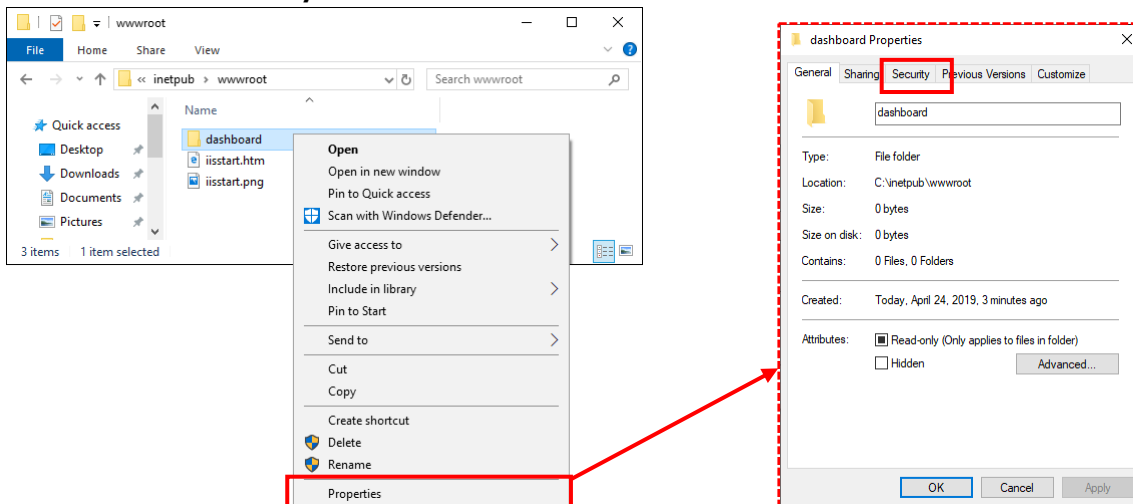 wwwroot
File Home Share View
« inetpub › wwwroot
Search wwwroot
Quick access
Desktop
Downloads
Documents
Pictures
Name
dashboard
iisstart.htm
iisstart.png
3 items 1 item selected
Open
Open in new window
Pin to Quick access
Scan with Windows Defender...
Give access to
Restore previous versions
Include in library
Pin to Start
Send to
Cut
Copy
Create shortcut
Delete
Rename
Properties
dashboard Properties
General Sharing Security Previous Versions Customize
dashboard
Type: File folder
Location: C:\inetpub\wwwroot
Size: 0 bytes
Size on disk: 0 bytes
Contains: 0 Files, 0 Folders
Created: Today, April 24, 2019, 3 minutes ago
Attributes: Read-only (Only applies to files in folder)
Hidden Advanced...
OK Cancel Apply